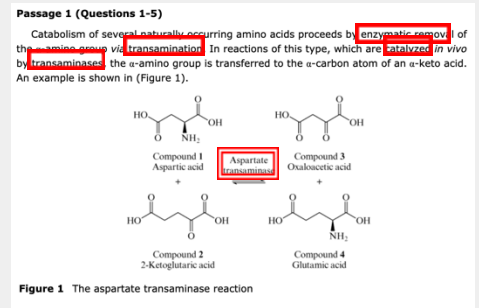 Passage 1 (Questions 1-5)
Catabolism of several naturally occurring amino acids proceeds by enzymatic removal of
the α-amino group via transamination. In reactions of this type, which are catalyzed in vivo
by transaminases, the α-amino group is transferred to the α-carbon atom of an α-keto acid.
An example is shown in (Figure 1).
O O
HO OH HO OH
O NH₂ O O
Compound 1 Aspartate Compound 3
Aspartic acid transaminase Oxaloacetic acid
+ +
O O O O
HO OH HO OH
O NH₂
Compound 2 Compound 4
2-Ketoglutaric acid Glutamic acid
Figure 1 The aspartate transaminase reaction